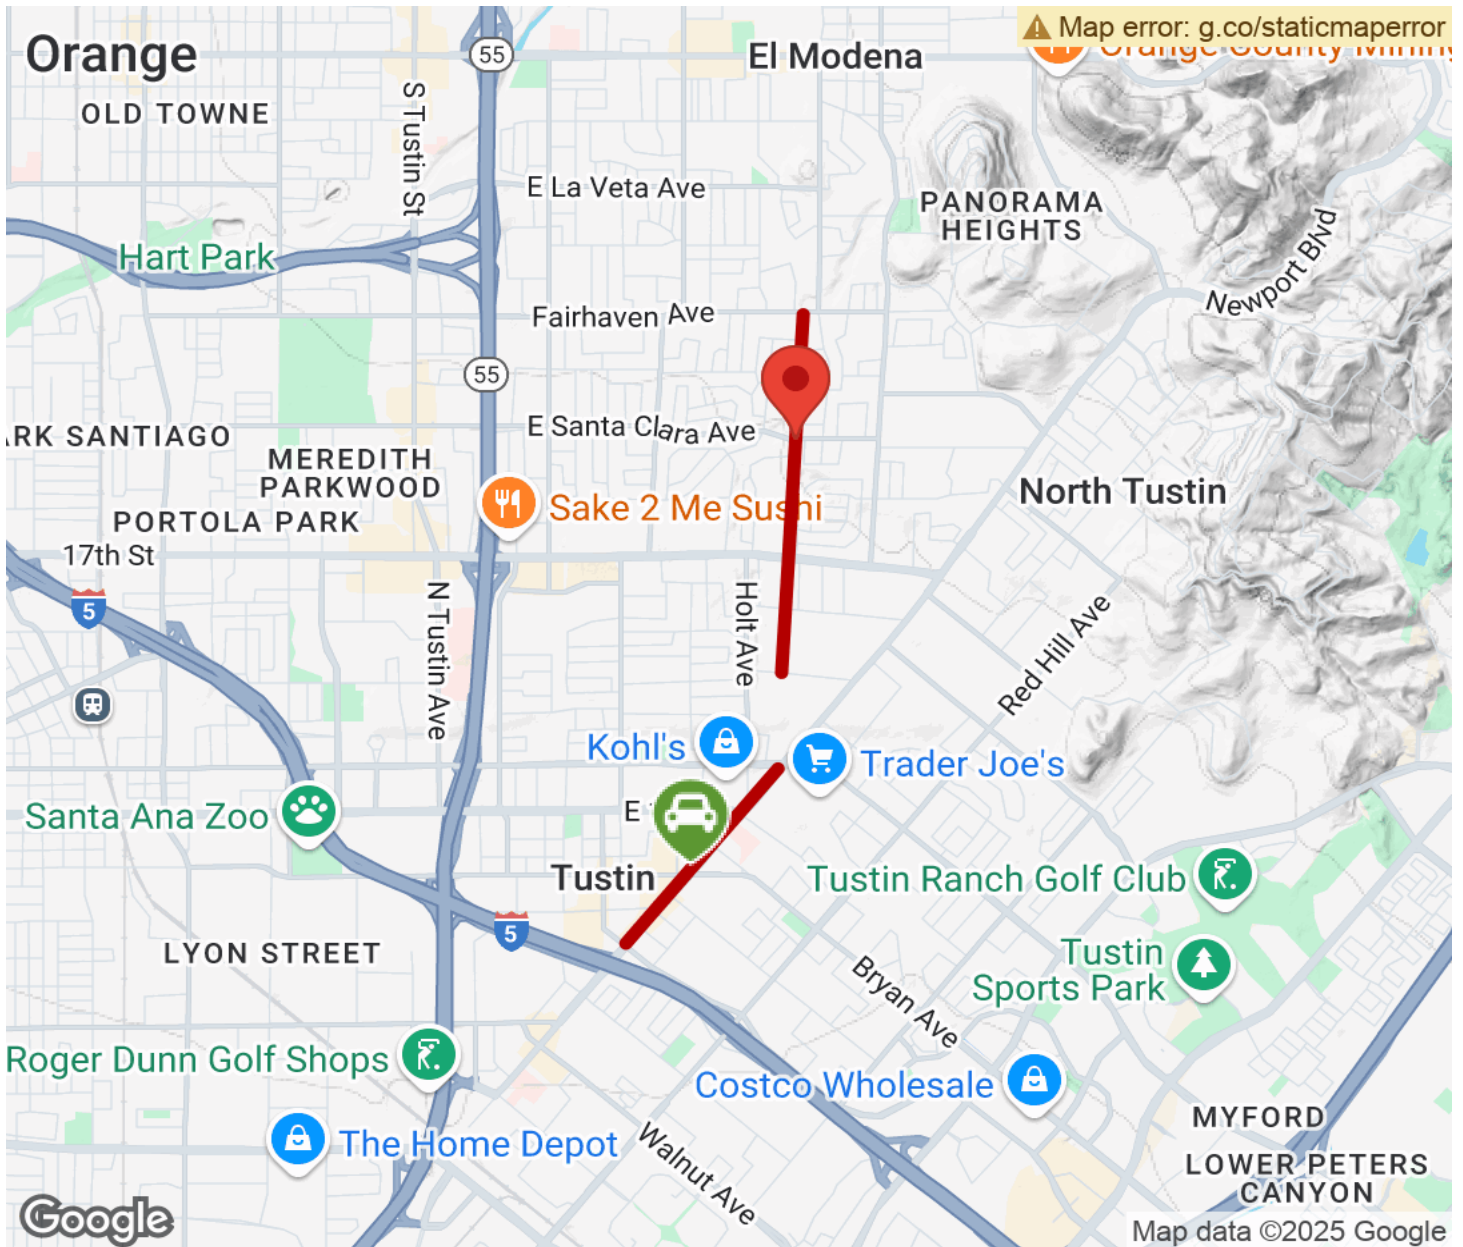 Map error: g.co/staticmaperror
Orange
55
El Modena
Orange County Mining
OLD TOWNE
S Tustin St
E La Veta Ave
PANORAMA
HEIGHTS
Newport Blvd
Hart Park
Fairhaven Ave
55
ARK SANTIAGO
E Santa Clara Ave
MEREDITH
PARKWOOD
North Tustin
Sake 2 Me Sushi
PORTOLA PARK
17th St
5
N Tustin Ave
Holt Ave
Red Hill Ave
Kohl's
Trader Joe's
Santa Ana Zoo
E
Tustin
Tustin Ranch Golf Club
5
LYON STREET
Tustin
Sports Park
Bryan Ave
Roger Dunn Golf Shops
Costco Wholesale
The Home Depot
Walnut Ave
MYFORD
LOWER PETERS
CANYON
Google
Map data ©2025 Google